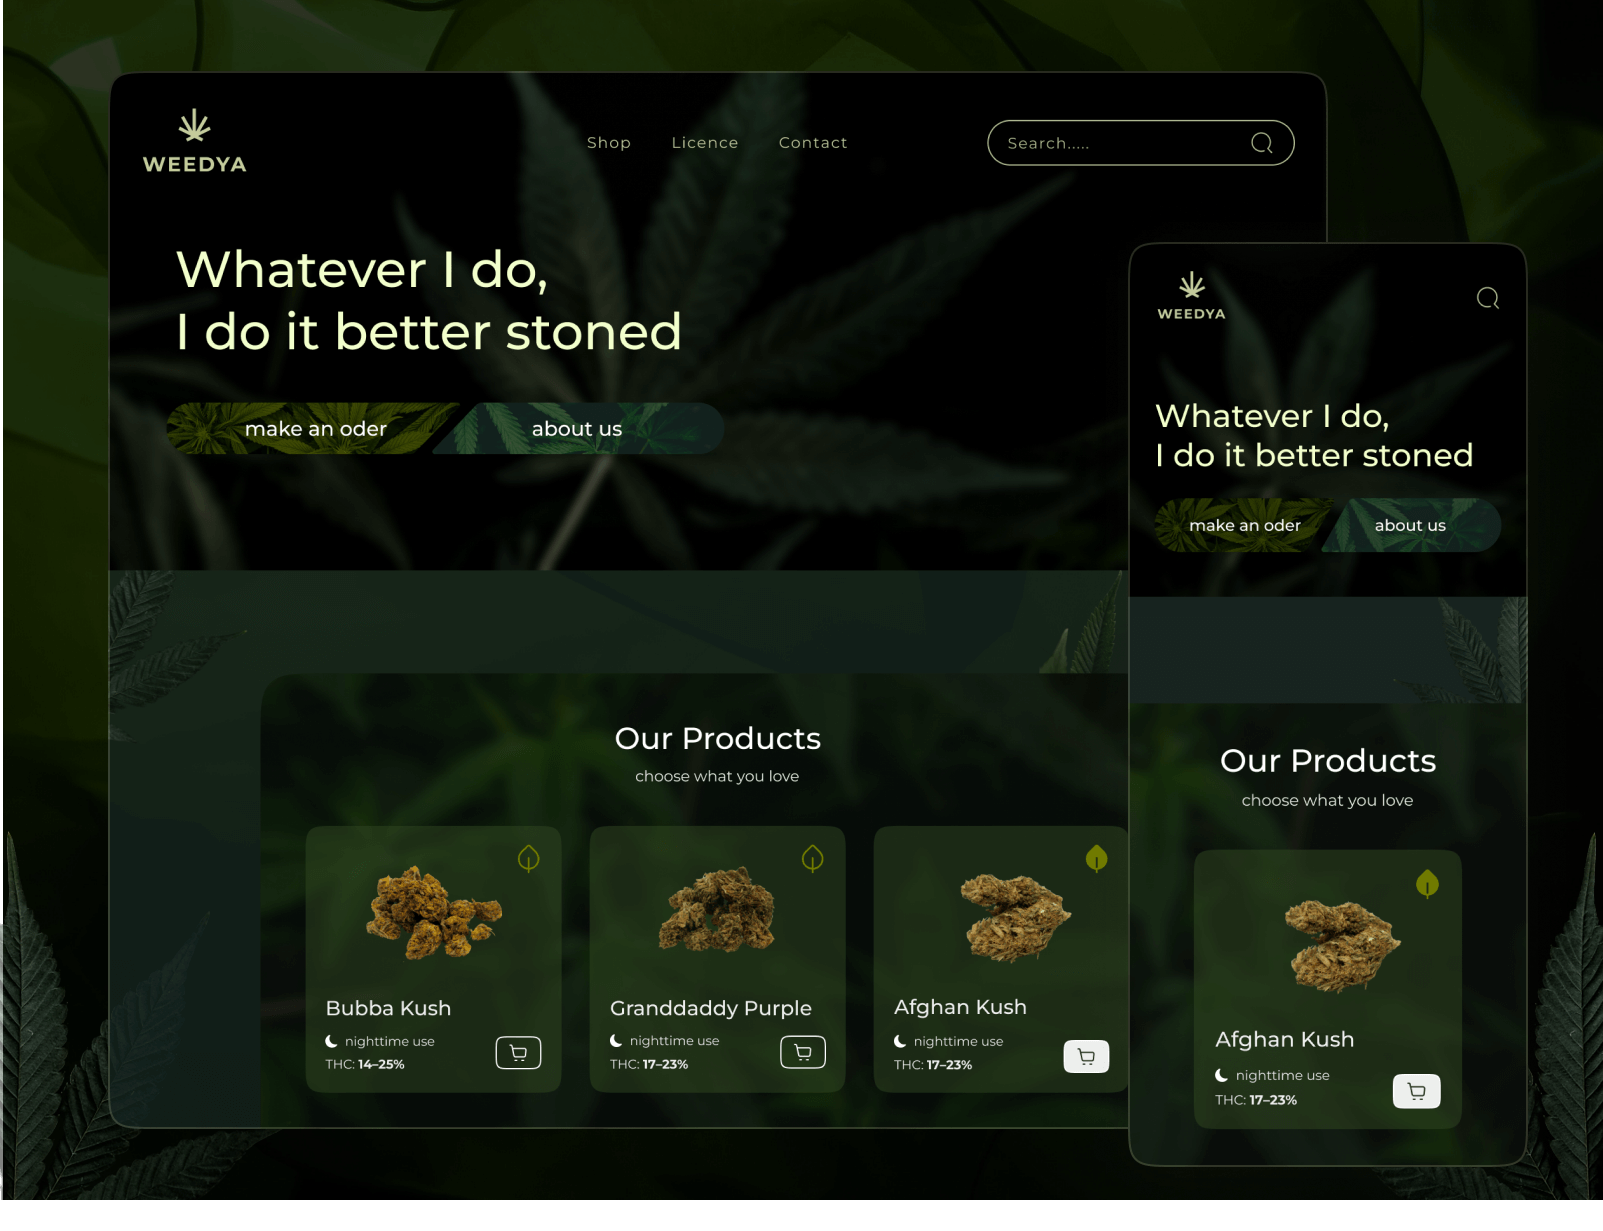 WEEDYA
Shop Licence Contact
Search.....
Whatever I do,
I do it better stoned
make an oder about us
Our Products
choose what you love
Bubba Kush
nighttime use
THC: 14–25%
Granddaddy Purple
nighttime use
THC: 17–23%
Afghan Kush
nighttime use
THC: 17–23%
WEEDYA
Whatever I do,
I do it better stoned
make an oder about us
Our Products
choose what you love
Afghan Kush
nighttime use
THC: 17–23%